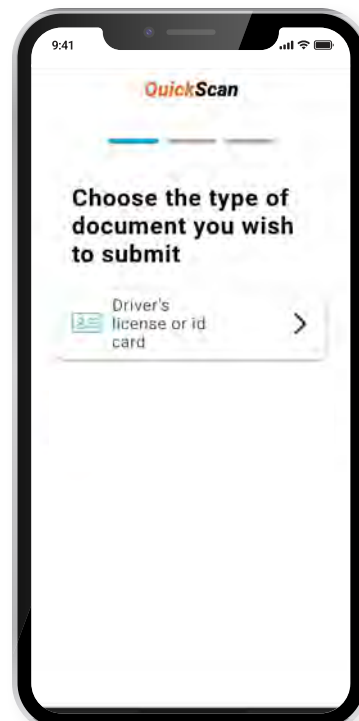 9:41
QuickScan
Choose the type of
document you wish
to submit
Driver's
license or id
card